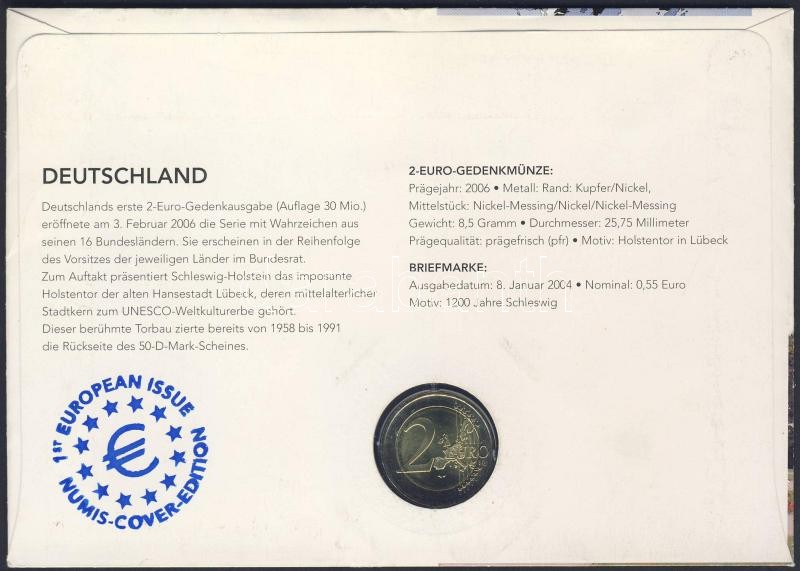 DEUTSCHLAND
Deutschlands erste 2-Euro-Gedenkausgabe (Auflage 30 Mio.)
eröffnete am 3. Februar 2006 die Serie mit Wahrzeichen aus
seinen 16 Bundesländern. Sie erscheinen in der Reihenfolge
des Vorsitzes der jeweiligen Länder im Bundesrat.
Zum Auftakt präsentiert Schleswig-Holstein das imposante
Holstentor der alten Hansestadt Lübeck, deren mittelalterlicher
Stadtkern zum UNESCO-Weltkulturerbe gehört.
Dieser berühmte Torbau zierte bereits von 1958 bis 1991
die Rückseite des 50-D-Mark-Scheines.
2-EURO-GEDENKMÜNZE:
Prägejahr: 2006 • Metall: Rand: Kupfer/Nickel,
Mittelstück: Nickel-Messing/Nickel/Nickel-Messing
Gewicht: 8,5 Gramm • Durchmesser: 25,75 Millimeter
Prägequalität: prägefrisch (pfr) • Motiv: Holstentor in Lübeck
BRIEFMARKE:
Ausgabedatum: 8. Januar 2004 • Nominal: 0,55 Euro
Motiv: 1200 Jahre Schleswig
1ST EUROPEAN ISSUE
€
NUMIS-COVER-EDITION
2 EURO